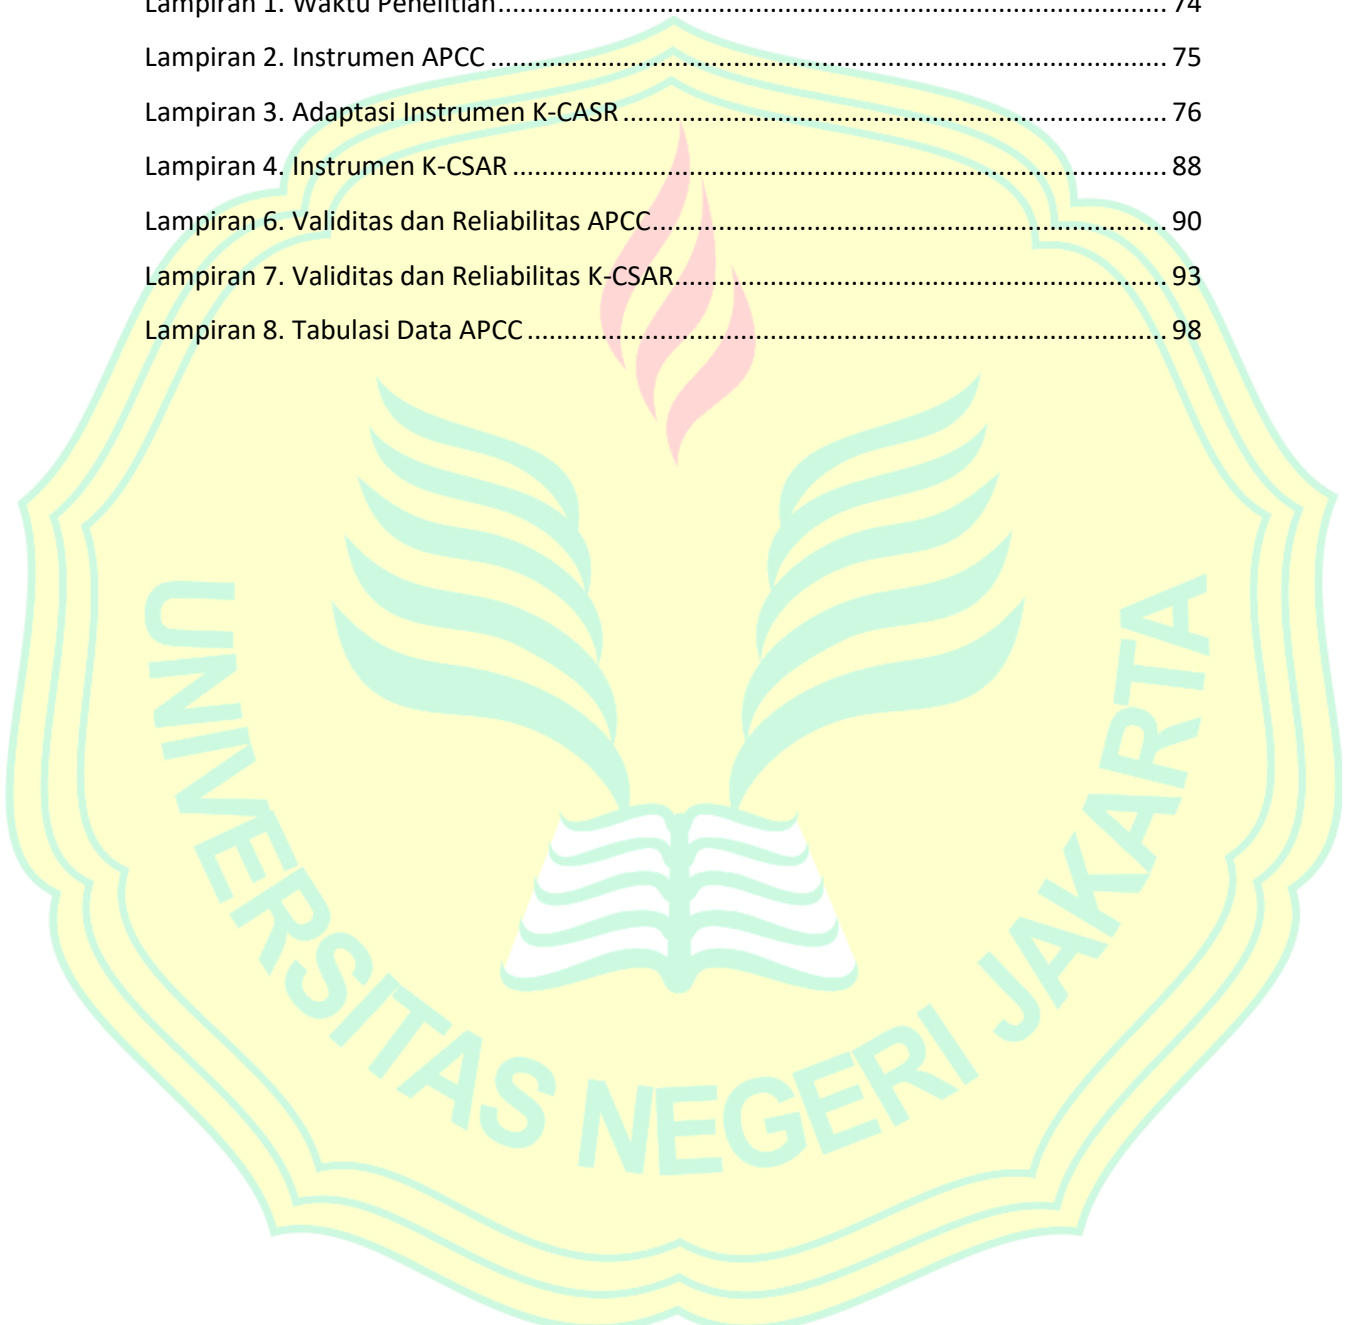 Lampiran 1. Waktu Penelitian........................................................................................... 74
Lampiran 2. Instrumen APCC ........................................................................................... 75
Lampiran 3. Adaptasi Instrumen K-CASR ......................................................................... 76
Lampiran 4. Instrumen K-CSAR ........................................................................................ 88
Lampiran 6. Validitas dan Reliabilitas APCC...................................................................... 90
Lampiran 7. Validitas dan Reliabilitas K-CSAR................................................................... 93
Lampiran 8. Tabulasi Data APCC ...................................................................................... 98
UNIVERSITAS NEGERI JAKARTA